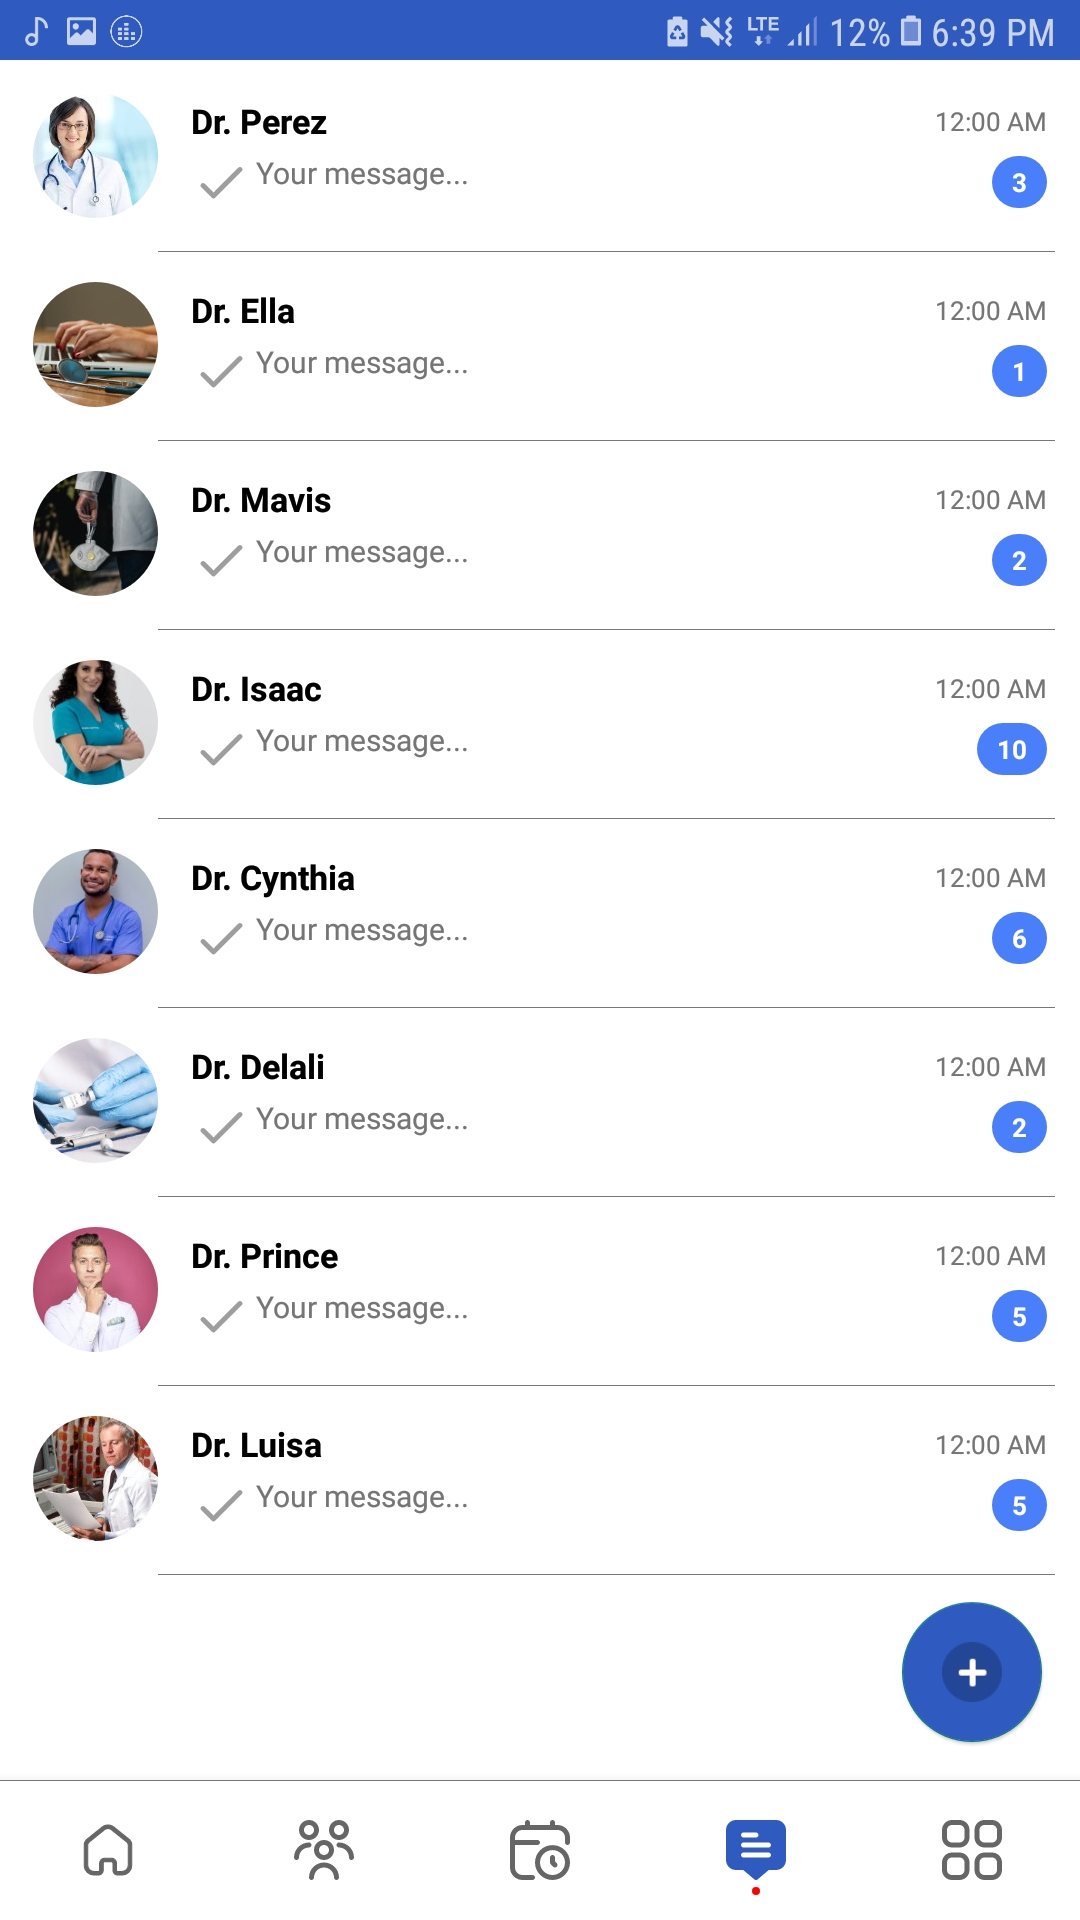 LTE 12% 6:39 PM
Dr. Perez 12:00 AM
Your message... 3
Dr. Ella 12:00 AM
Your message... 1
Dr. Mavis 12:00 AM
Your message... 2
Dr. Isaac 12:00 AM
Your message... 10
Dr. Cynthia 12:00 AM
Your message... 6
Dr. Delali 12:00 AM
Your message... 2
Dr. Prince 12:00 AM
Your message... 5
Dr. Luisa 12:00 AM
Your message... 5